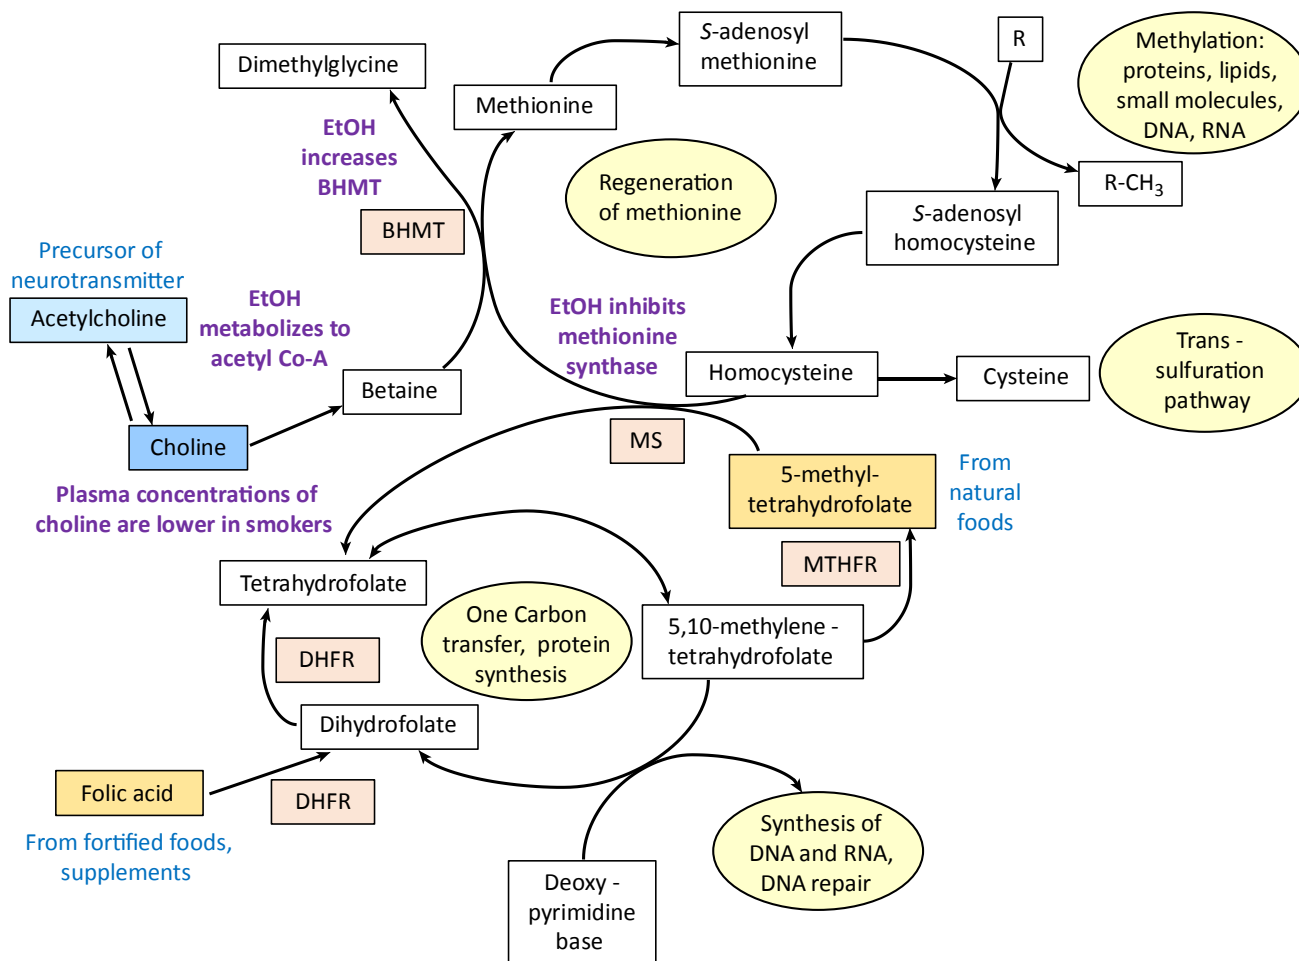 S-adenosyl
methionine
R
Methylation:
proteins, lipids,
small molecules,
DNA, RNA
Dimethylglycine
Methionine
EtOH
increases
BHMT
Regeneration
of methionine
R-CH₃
BHMT
S-adenosyl
homocysteine
Precursor of
neurotransmitter
Acetylcholine
EtOH
metabolizes to
acetyl Co-A
EtOH inhibits
methionine
synthase
Betaine
Homocysteine
Cysteine
Trans -
sulfuration
pathway
Choline
MS
Plasma concentrations of
choline are lower in smokers
5-methyl-
tetrahydrofolate
From
natural
foods
Tetrahydrofolate
MTHFR
One Carbon
transfer, protein
synthesis
5,10-methylene -
tetrahydrofolate
DHFR
Dihydrofolate
Folic acid
DHFR
From fortified foods,
supplements
Synthesis of
DNA and RNA,
DNA repair
Deoxy -
pyrimidine
base